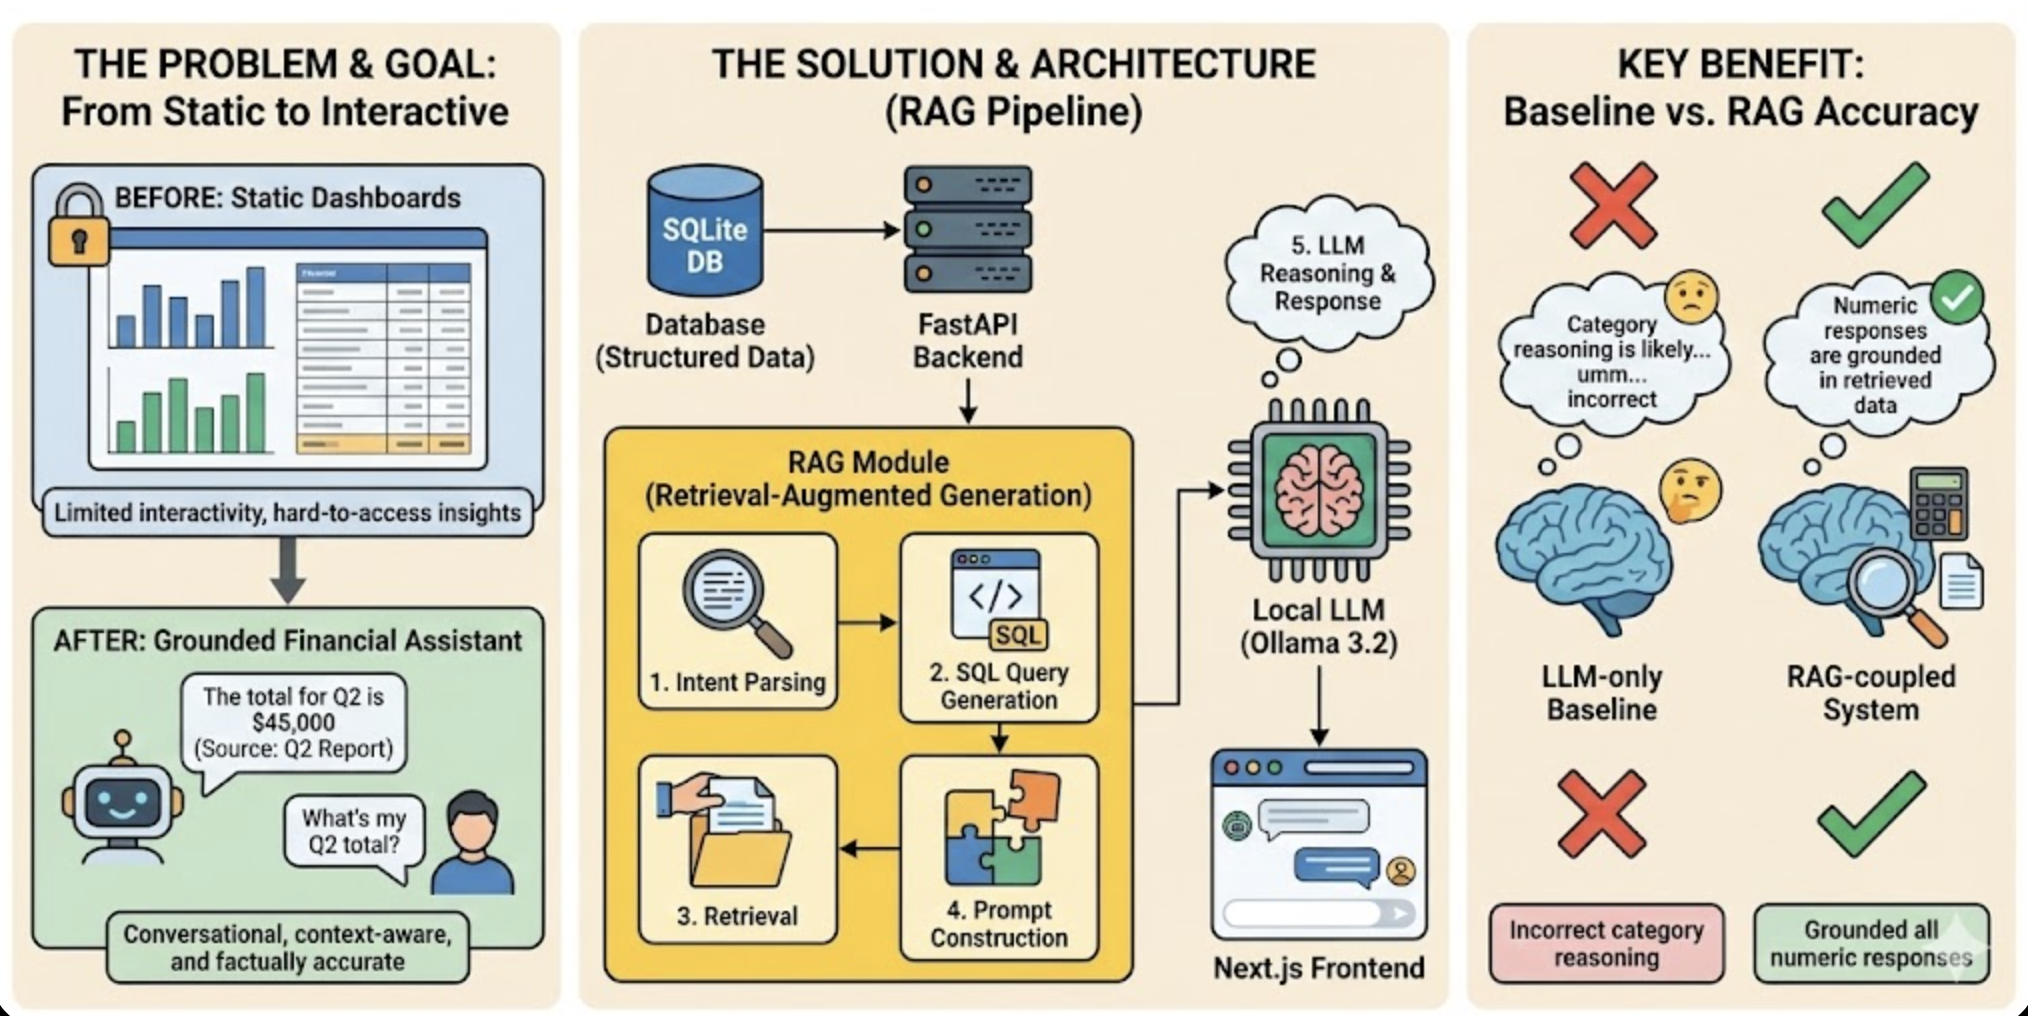 THE PROBLEM & GOAL:
From Static to Interactive
BEFORE: Static Dashboards
Financial
Limited interactivity, hard-to-access insights
AFTER: Grounded Financial Assistant
The total for Q2 is
$45,000
(Source: Q2 Report)
What's my
Q2 total?
Conversational, context-aware,
and factually accurate
THE SOLUTION & ARCHITECTURE
(RAG Pipeline)
SQLite
DB
Database
(Structured Data)
FastAPI
Backend
RAG Module
(Retrieval-Augmented Generation)
1. Intent Parsing
</>
SQL
2. SQL Query
Generation
3. Retrieval
4. Prompt
Construction
5. LLM
Reasoning &
Response
Local LLM
(Ollama 3.2)
Next.js Frontend
KEY BENEFIT:
Baseline vs. RAG Accuracy
Category
reasoning is likely...
umm...
incorrect
LLM-only
Baseline
Incorrect category
reasoning
Numeric
responses
are grounded
in retrieved
data
RAG-coupled
System
Grounded all
numeric responses